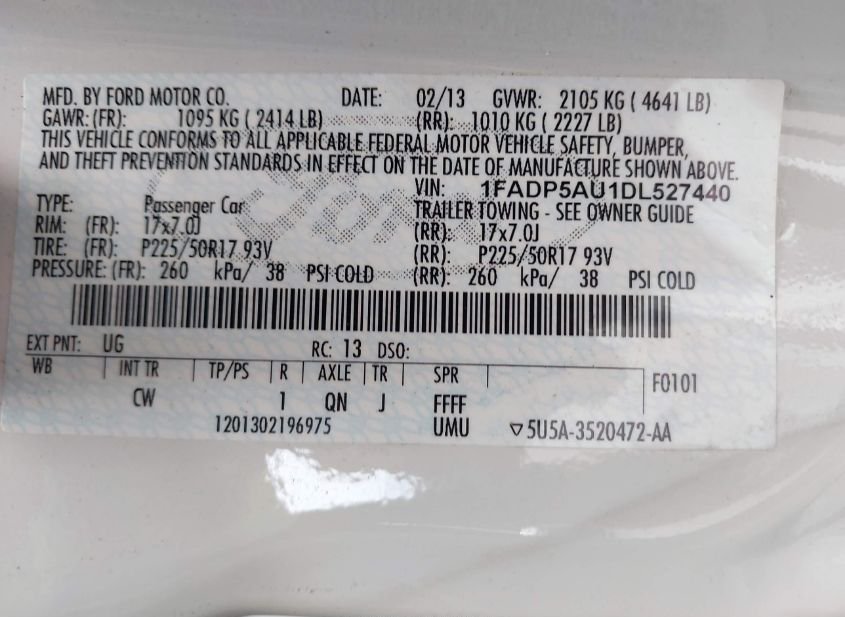 MFD. BY FORD MOTOR CO. DATE: 02/13 GVWR: 2105 KG ( 4641 LB)
GAWR: (FR): 1095 KG ( 2414 LB) (RR): 1010 KG ( 2227 LB)
THIS VEHICLE CONFORMS TO ALL APPLICABLE FEDERAL MOTOR VEHICLE SAFETY, BUMPER,
AND THEFT PREVENTION STANDARDS IN EFFECT ON THE DATE OF MANUFACTURE SHOWN ABOVE.
VIN: 1FADP5AU1DL527440
TYPE: Passenger Car TRAILER TOWING - SEE OWNER GUIDE
RIM: (FR): 17x7.0J (RR): 17x7.0J
TIRE: (FR): P225/50R17 93V (RR): P225/50R17 93V
PRESSURE: (FR): 260 kPa/ 38 PSI COLD (RR): 260 kPa/ 38 PSI COLD
EXT PNT: UG RC: 13 DSO:
WB INT TR TP/PS R AXLE TR SPR F0101
CW 1 QN J FFFF
1201302196975 UMU ▽5U5A-3520472-AA